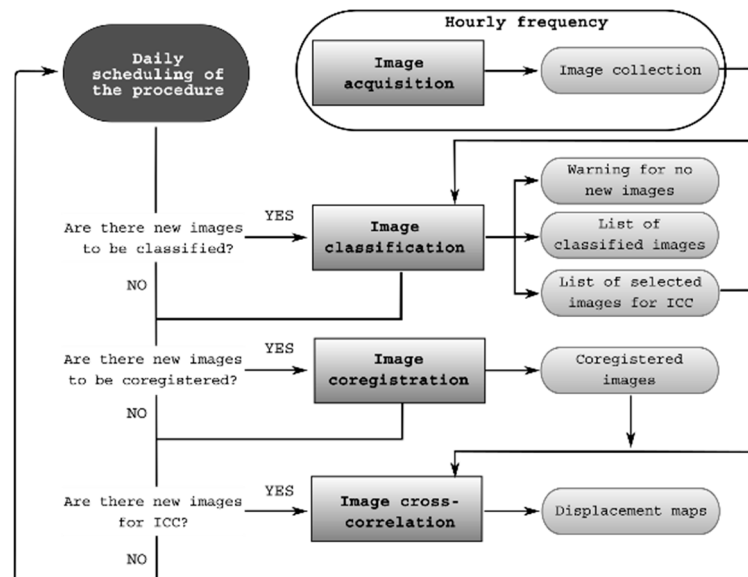 Hourly frequency
Daily
scheduling of
the procedure
Image
acquisition
Image collection
Warning for no
new images
Are there new images
to be classified?
YES
Image
classification
List of
classified images
NO
List of selected
images for ICC
Are there new images
to be coregistered?
YES
Image
coregistration
Coregistered
images
NO
Are there new images
for ICC?
YES
Image cross-
correlation
Displacement maps
NO